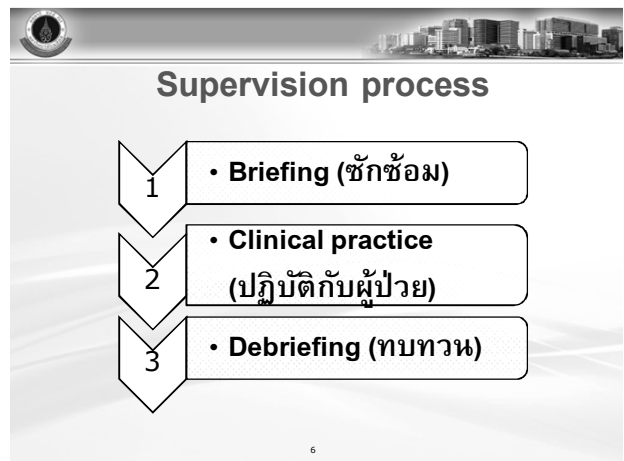 Supervision process
1
• Briefing (ซักซ้อม)
2
• Clinical practice
(ปฏิบัติกับผู้ป่วย)
3
• Debriefing (ทบทวน)
6